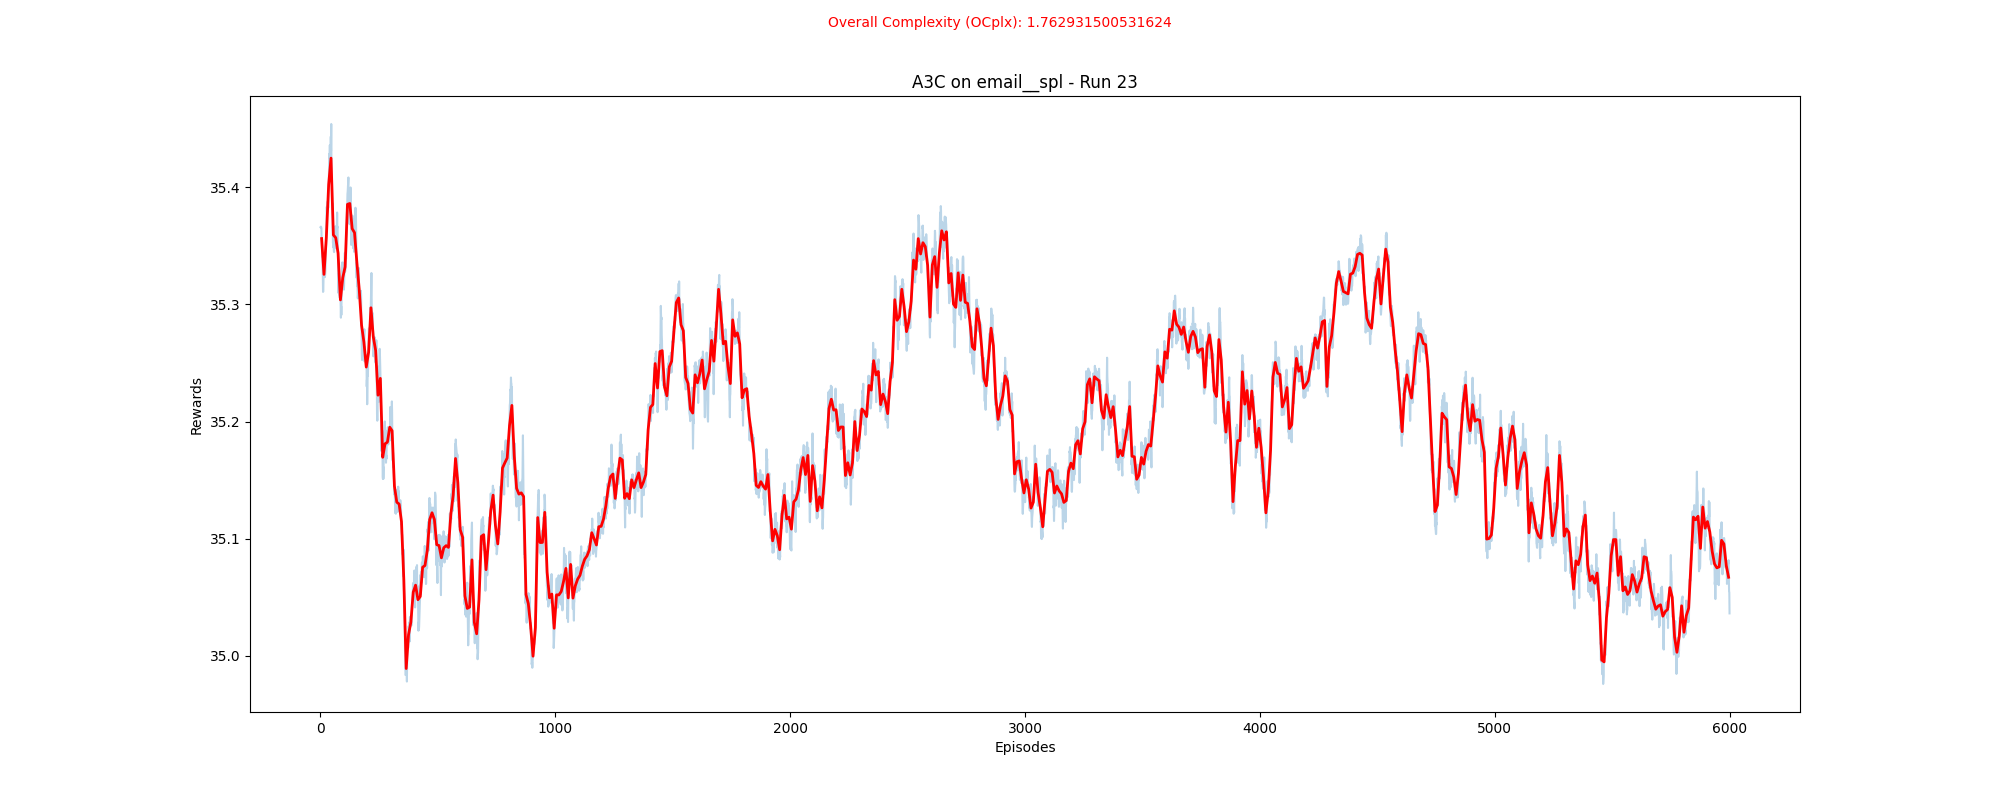 Overall Complexity (OCplx): 1.762931500531624
A3C on email__spl - Run 23
35.4
35.3
35.2
35.1
35.0
Rewards
0 1000 2000 3000 4000 5000 6000
Episodes